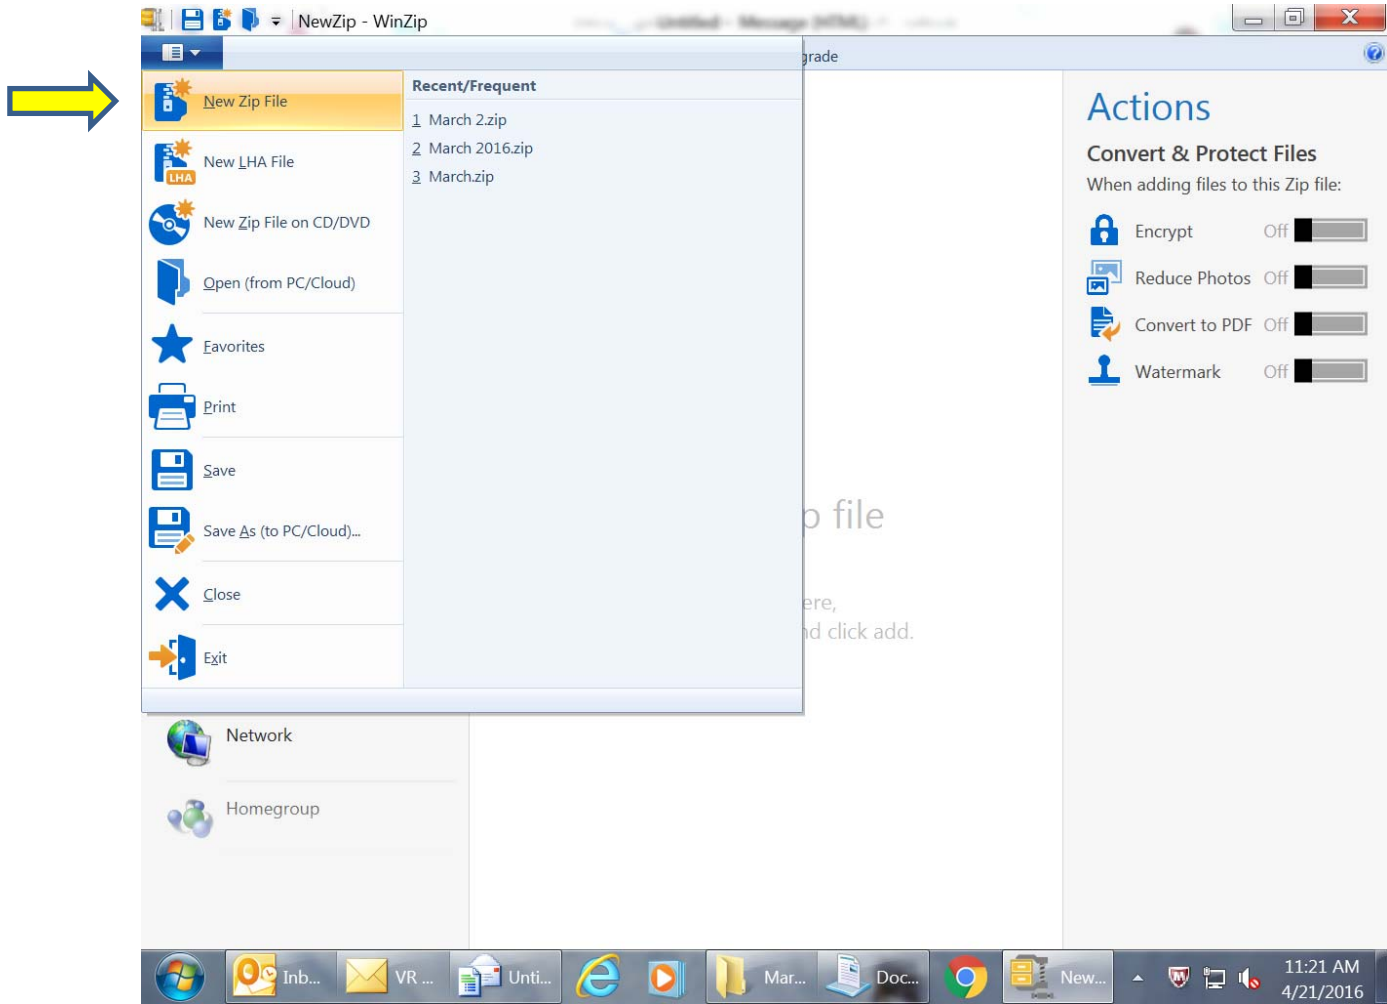 NewZip - WinZip
Untitled - Message (HTML)
grade
New Zip File
New LHA File
LHA
New Zip File on CD/DVD
Open (from PC/Cloud)
Favorites
Print
Save
Save As (to PC/Cloud)...
Close
Exit
Recent/Frequent
1 March 2.zip
2 March 2016.zip
3 March.zip
p file
ere,
nd click add.
Actions
Convert & Protect Files
When adding files to this Zip file:
Encrypt Off
Reduce Photos Off
Convert to PDF Off
Watermark Off
Network
Homegroup
Inb... VR ... Unti... Mar... Doc... New...
11:21 AM
4/21/2016